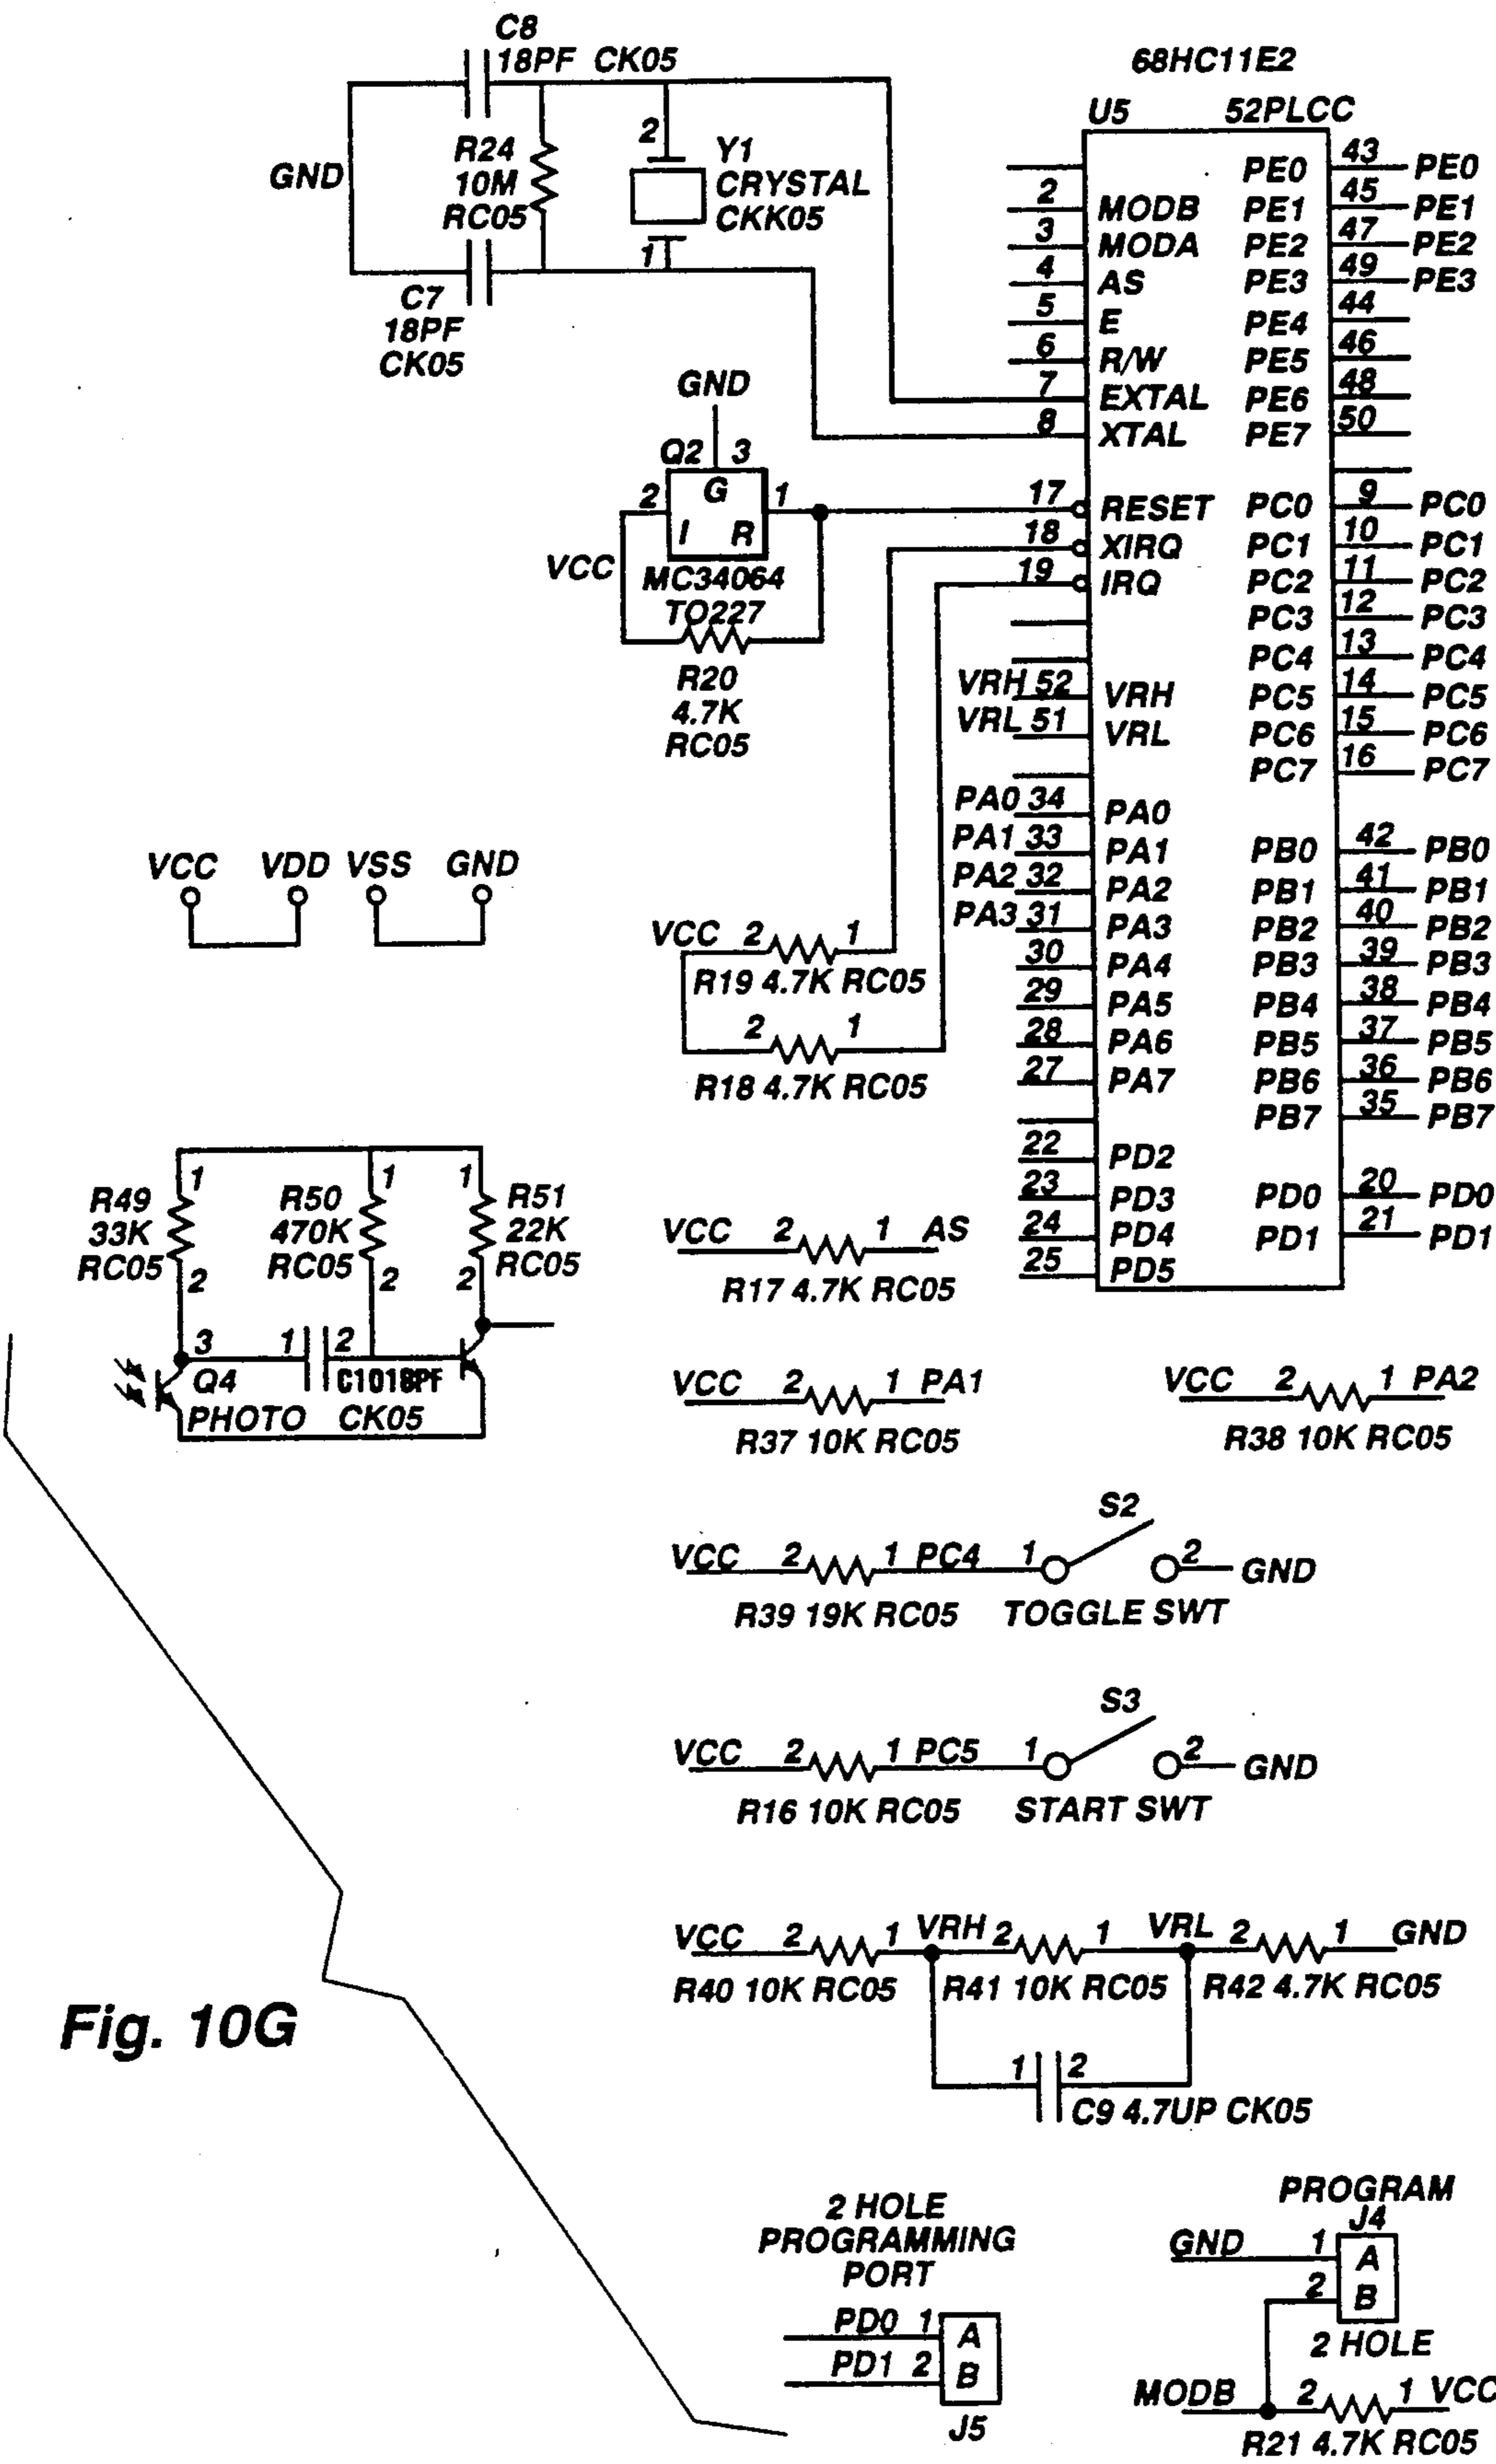 C8
18PF CK05
GND
R24
10M
RC05
2
Y1
CRYSTAL
CKK05
1
C7
18PF
CK05
68HC11E2
U5 52PLCC
PE0 43 PE0
2 MODB PE1 45 PE1
3 MODA PE2 47 PE2
4 AS PE3 49 PE3
5 E PE4 44
6 R/W PE5 46
7 EXTAL PE6 48
8 XTAL PE7 50
17 RESET PC0 9 PC0
18 XIRQ PC1 10 PC1
19 IRQ PC2 11 PC2
PC3 12 PC3
PC4 13 PC4
VRH 52 VRH PC5 14 PC5
VRL 51 VRL PC6 15 PC6
PC7 16 PC7
PA0 34 PA0
PA1 33 PA1 PB0 42 PB0
PA2 32 PA2 PB1 41 PB1
PA3 31 PA3 PB2 40 PB2
30 PA4 PB3 39 PB3
29 PA5 PB4 38 PB4
28 PA6 PB5 37 PB5
27 PA7 PB6 36 PB6
PB7 35 PB7
22 PD2
23 PD3 PD0 20 PD0
24 PD4 PD1 21 PD1
25 PD5
GND
Q2 3
2 G 1
I R
VCC
MC34064
TO227
R20
4.7K
RC05
VCC VDD VSS GND
VCC 2 1
R19 4.7K RC05
2 1
R18 4.7K RC05
1 1 1
R49
33K
RC05
R50
470K
RC05
R51
22K
RC05
2 2 2
3 1 2
Q4 C1018PF
PHOTO CK05
VCC 2 1 AS
R17 4.7K RC05
VCC 2 1 PA1
R37 10K RC05
VCC 2 1 PA2
R38 10K RC05
S2
VCC 2 1 PC4 1 2 GND
R39 19K RC05 TOGGLE SWT
S3
VCC 2 1 PC5 1 2 GND
R16 10K RC05 START SWT
VCC 2 1 VRH 2 1 VRL 2 1 GND
R40 10K RC05 R41 10K RC05 R42 4.7K RC05
1 2
C9 4.7UP CK05
Fig. 10G
2 HOLE
PROGRAMMING
PORT
PD0 1 A
PD1 2 B
J5
PROGRAM
J4
GND 1 A
2 B
2 HOLE
MODB 2 1 VCC
R21 4.7K RC05